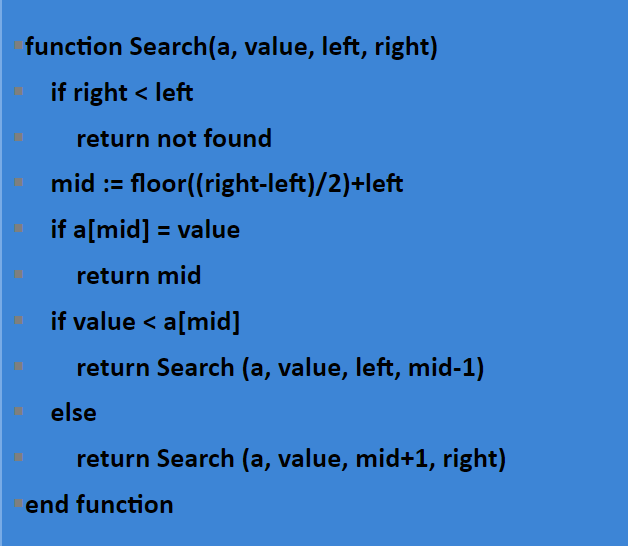 function Search(a, value, left, right)
if right < left
return not found
mid := floor((right-left)/2)+left
if a[mid] = value
return mid
if value < a[mid]
return Search (a, value, left, mid-1)
else
return Search (a, value, mid+1, right)
end function